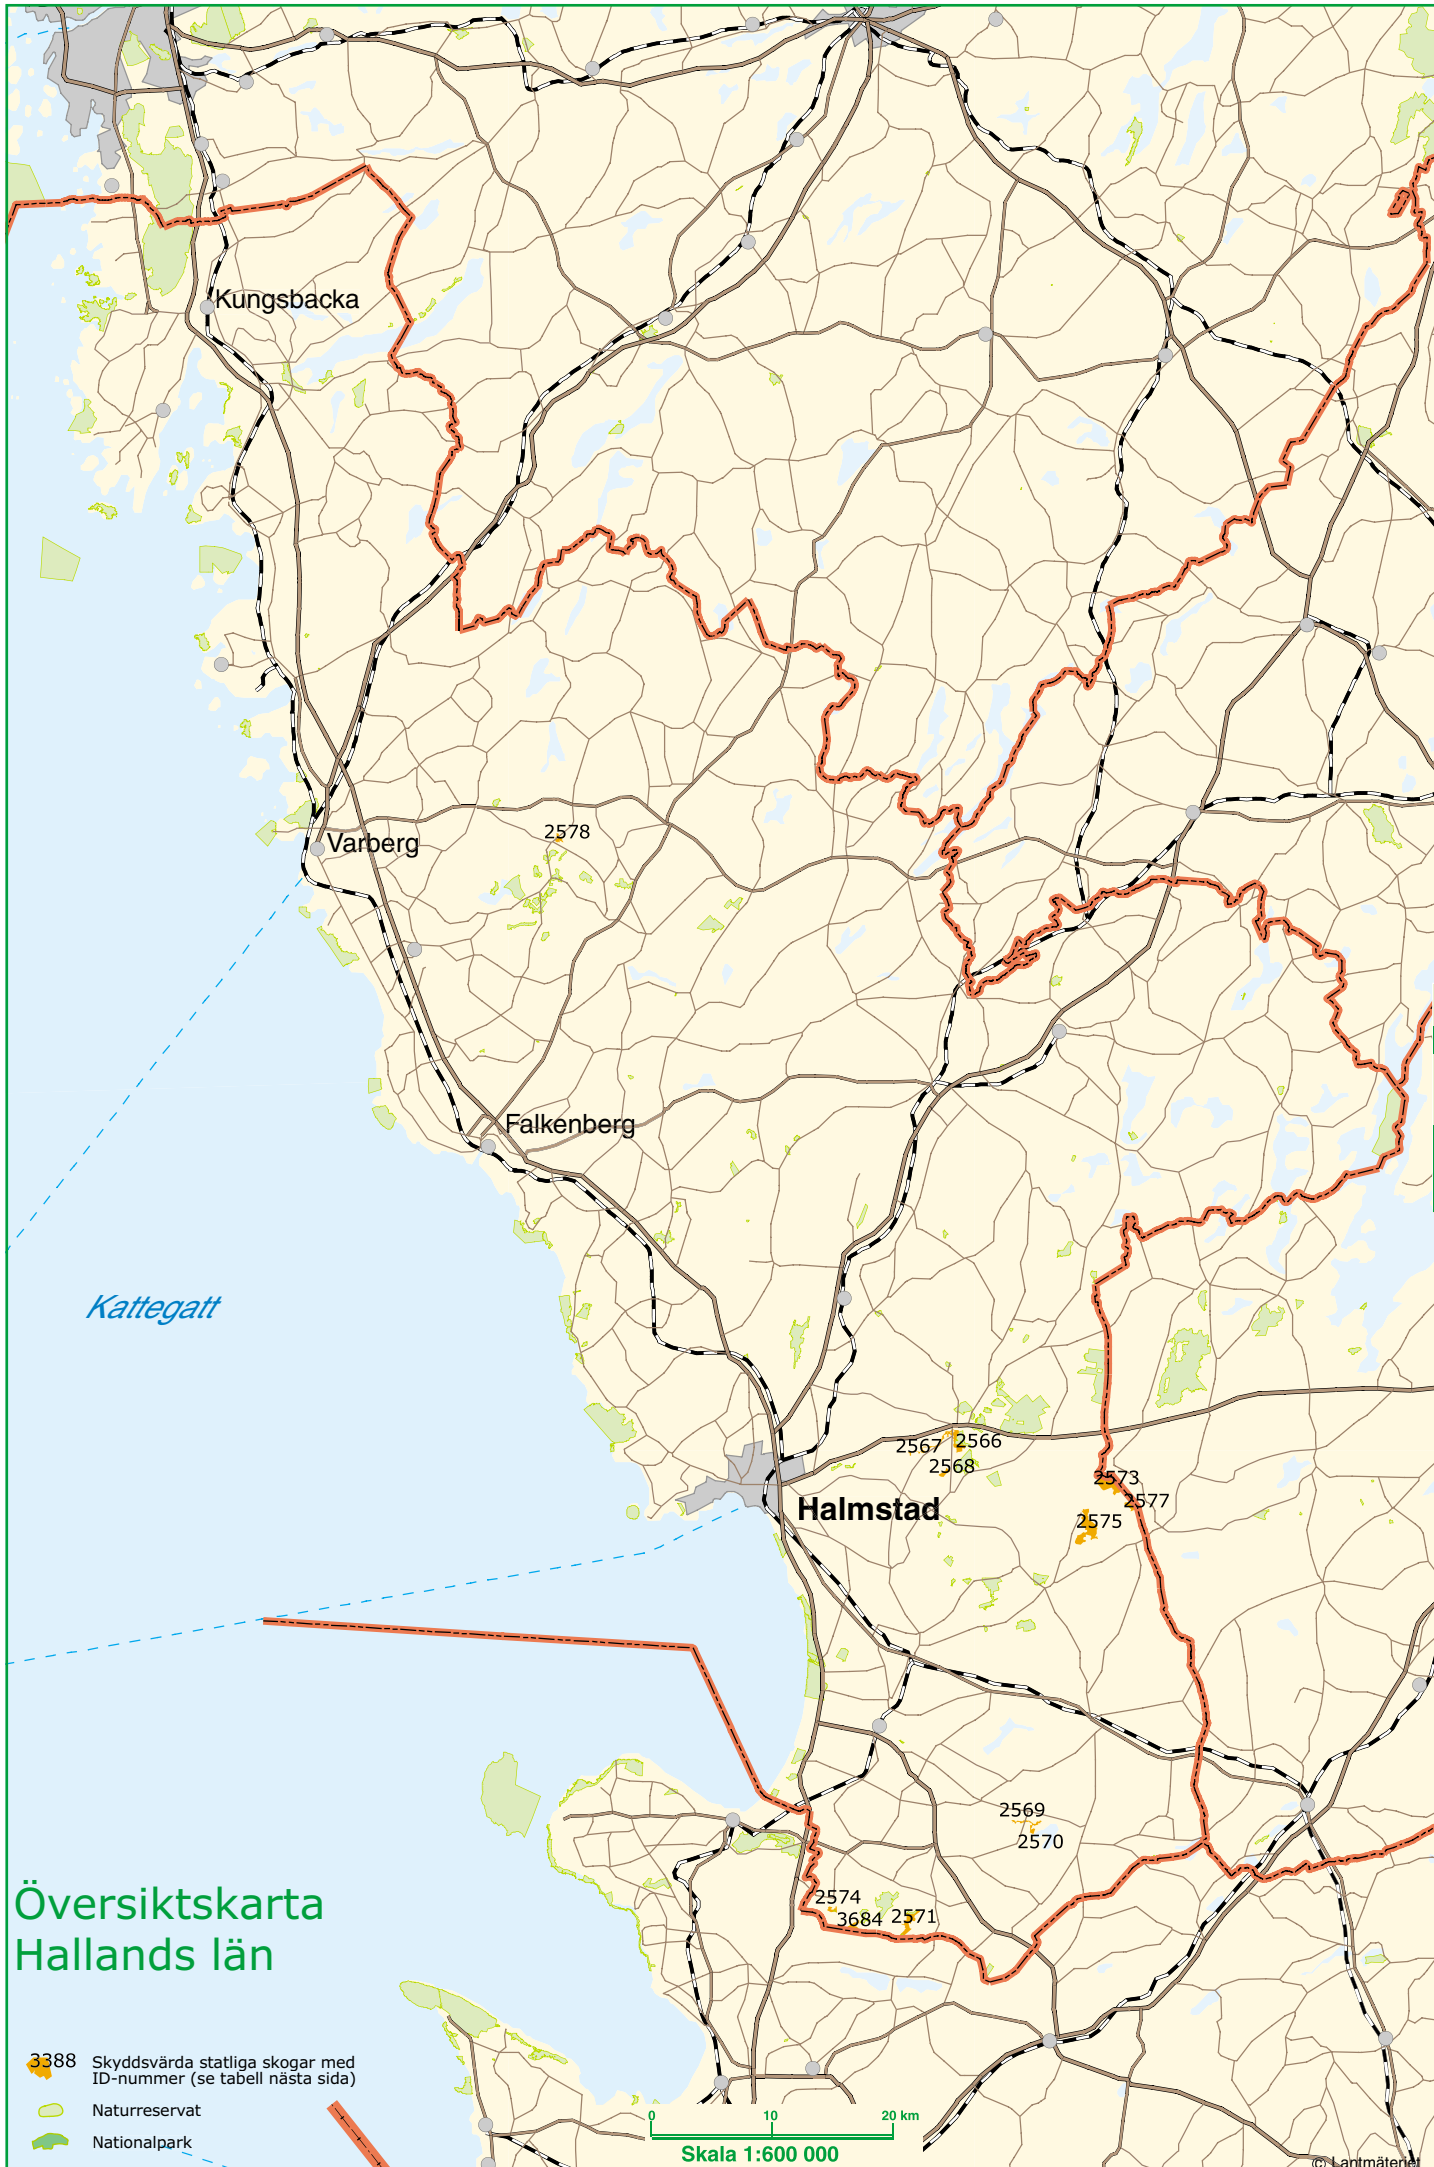 Kungsbacka
2578
Varberg
Falkenberg
Kattegatt
2567
2566
2568
2573
2577
2575
Halmstad
2569
2570
2574
3684
2571
Översiktskarta
Hallands län
3388
Skyddsvärda statliga skogar med
ID-nummer (se tabell nästa sida)
Naturreservat
Nationalpark
0 10 20 km
Skala 1:600 000
© Lantmäteriet